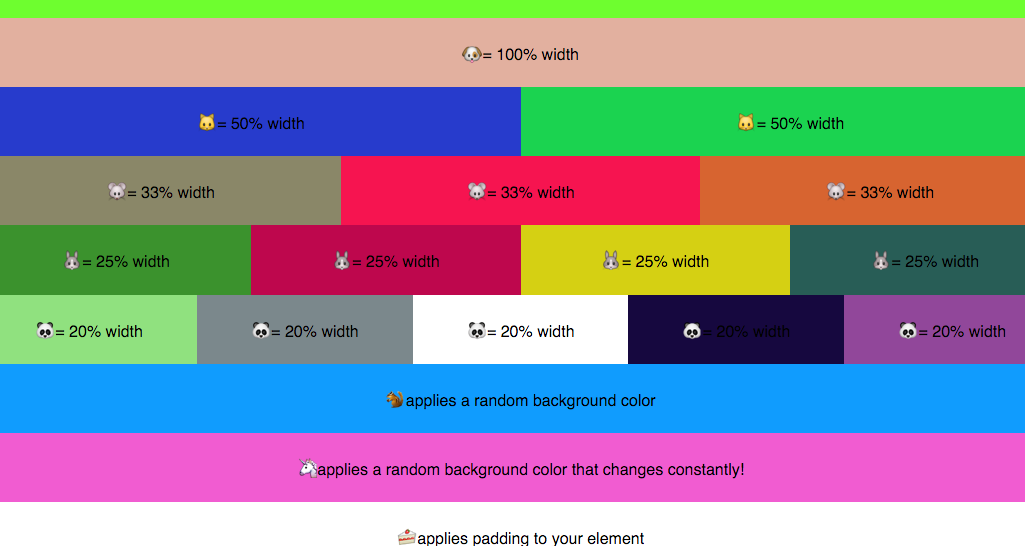 🐶= 100% width
🐱= 50% width 🐱= 50% width
🐭= 33% width 🐭= 33% width 🐭= 33% width
🐰= 25% width 🐰= 25% width 🐰= 25% width 🐰= 25% width
🐼= 20% width 🐼= 20% width 🐼= 20% width 🐼= 20% width 🐼= 20% width
🐿applies a random background color
🦄applies a random background color that changes constantly!
🍰applies padding to your element